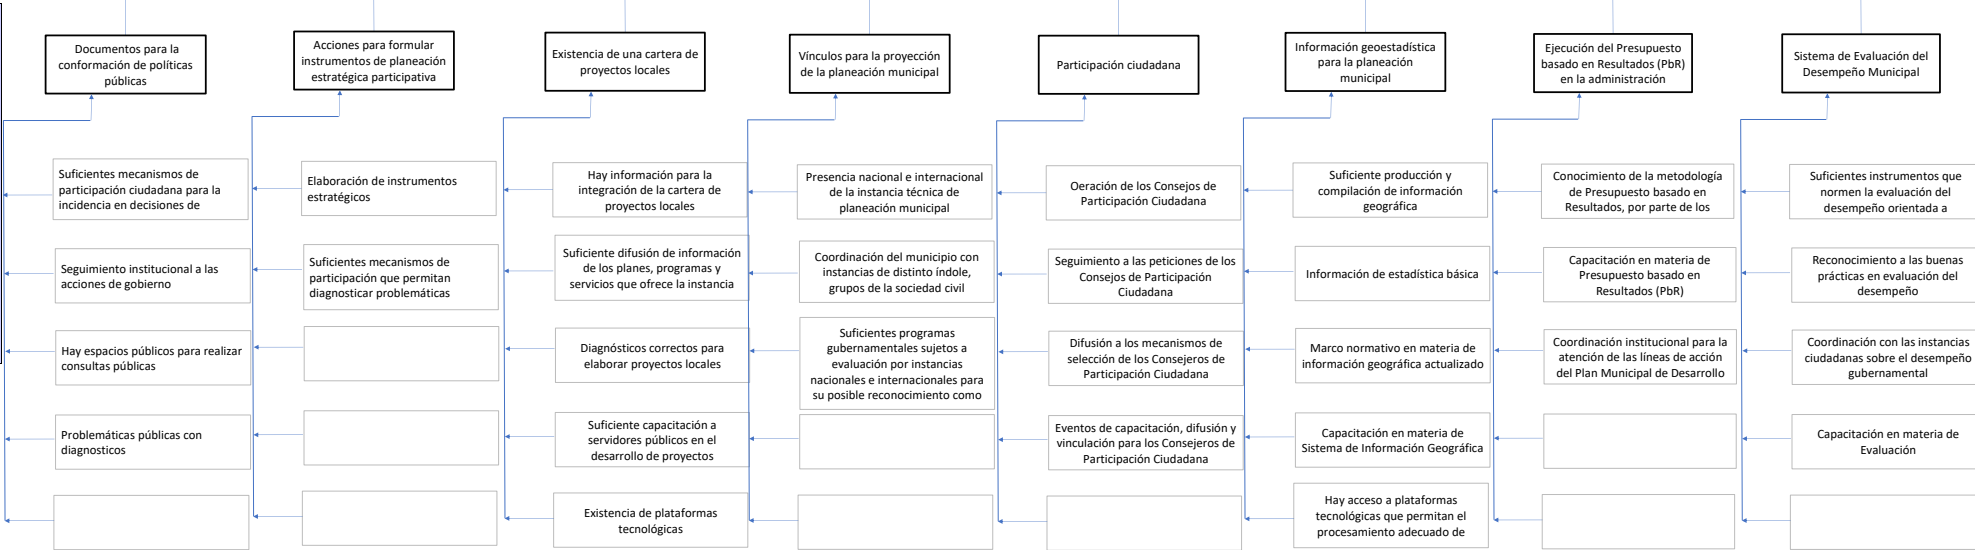 Documentos para la
conformación de políticas
públicas
Acciones para formular
instrumentos de planeación
estratégica participativa
Existencia de una cartera de
proyectos locales
Vínculos para la proyección
de la planeación municipal
Participación ciudadana
Información geoestadística
para la planeación
municipal
Ejecución del Presupuesto
basado en Resultados (PbR)
en la administración
Sistema de Evaluación del
Desempeño Municipal
Suficientes mecanismos de
participación ciudadana para la
incidencia en decisiones de
Elaboración de instrumentos
estratégicos
Hay información para la
integración de la cartera de
proyectos locales
Presencia nacional e internacional
de la instancia técnica de
planeación municipal
Oeración de los Consejos de
Participación Ciudadana
Suficiente producción y
compilación de información
geográfica
Conocimiento de la metodología
de Presupuesto basado en
Resultados, por parte de los
Suficientes instrumentos que
normen la evaluación del
desempeño orientada a
Seguimiento institucional a las
acciones de gobierno
Suficientes mecanismos de
participación que permitan
diagnosticar problemáticas
Suficiente difusión de información
de los planes, programas y
servicios que ofrece la instancia
Coordinación del municipio con
instancias de distinto índole,
grupos de la sociedad civil
Seguimiento a las peticiones de los
Consejos de Participación
Ciudadana
Información de estadística básica
Capacitación en materia de
Presupuesto basado en
Resultados (PbR)
Reconocimiento a las buenas
prácticas en evaluación del
desempeño
Hay espacios públicos para realizar
consultas públicas
Diagnósticos correctos para
elaborar proyectos locales
Suficientes programas
gubernamentales sujetos a
evaluación por instancias
nacionales e internacionales para
su posible reconocimiento como
Difusión a los mecanismos de
selección de los Consejeros de
Participación Ciudadana
Marco normativo en materia de
información geográfica actualizado
Coordinación institucional para la
atención de las líneas de acción
del Plan Municipal de Desarrollo
Coordinación con las instancias
ciudadanas sobre el desempeño
gubernamental
Problemáticas públicas con
diagnosticos
Suficiente capacitación a
servidores públicos en el
desarrollo de proyectos
Eventos de capacitación, difusión y
vinculación para los Consejeros de
Participación Ciudadana
Capacitación en materia de
Sistema de Información Geográfica
Capacitación en materia de
Evaluación
Existencia de plataformas
tecnológicas
Hay acceso a plataformas
tecnológicas que permitan el
procesamiento adecuado de